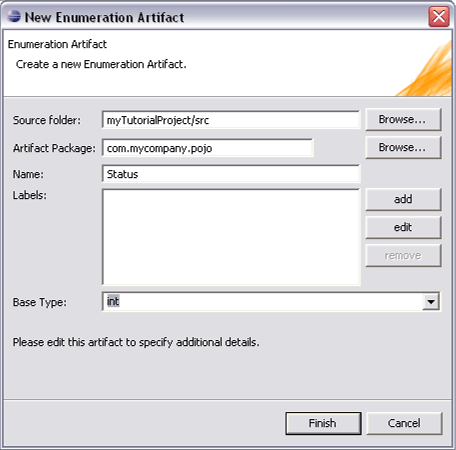 New Enumeration Artifact
Enumeration Artifact
Create a new Enumeration Artifact.
Source folder: myTutorialProject/src Browse...
Artifact Package: com.mycompany.pojo Browse...
Name: Status
Labels: add
edit
remove
Base Type: int
Please edit this artifact to specify additional details.
Finish Cancel